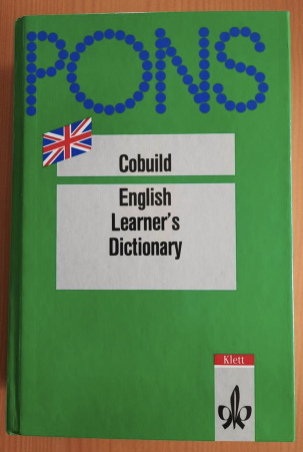 PONS
Cobuild
English
Learner's
Dictionary
Klett